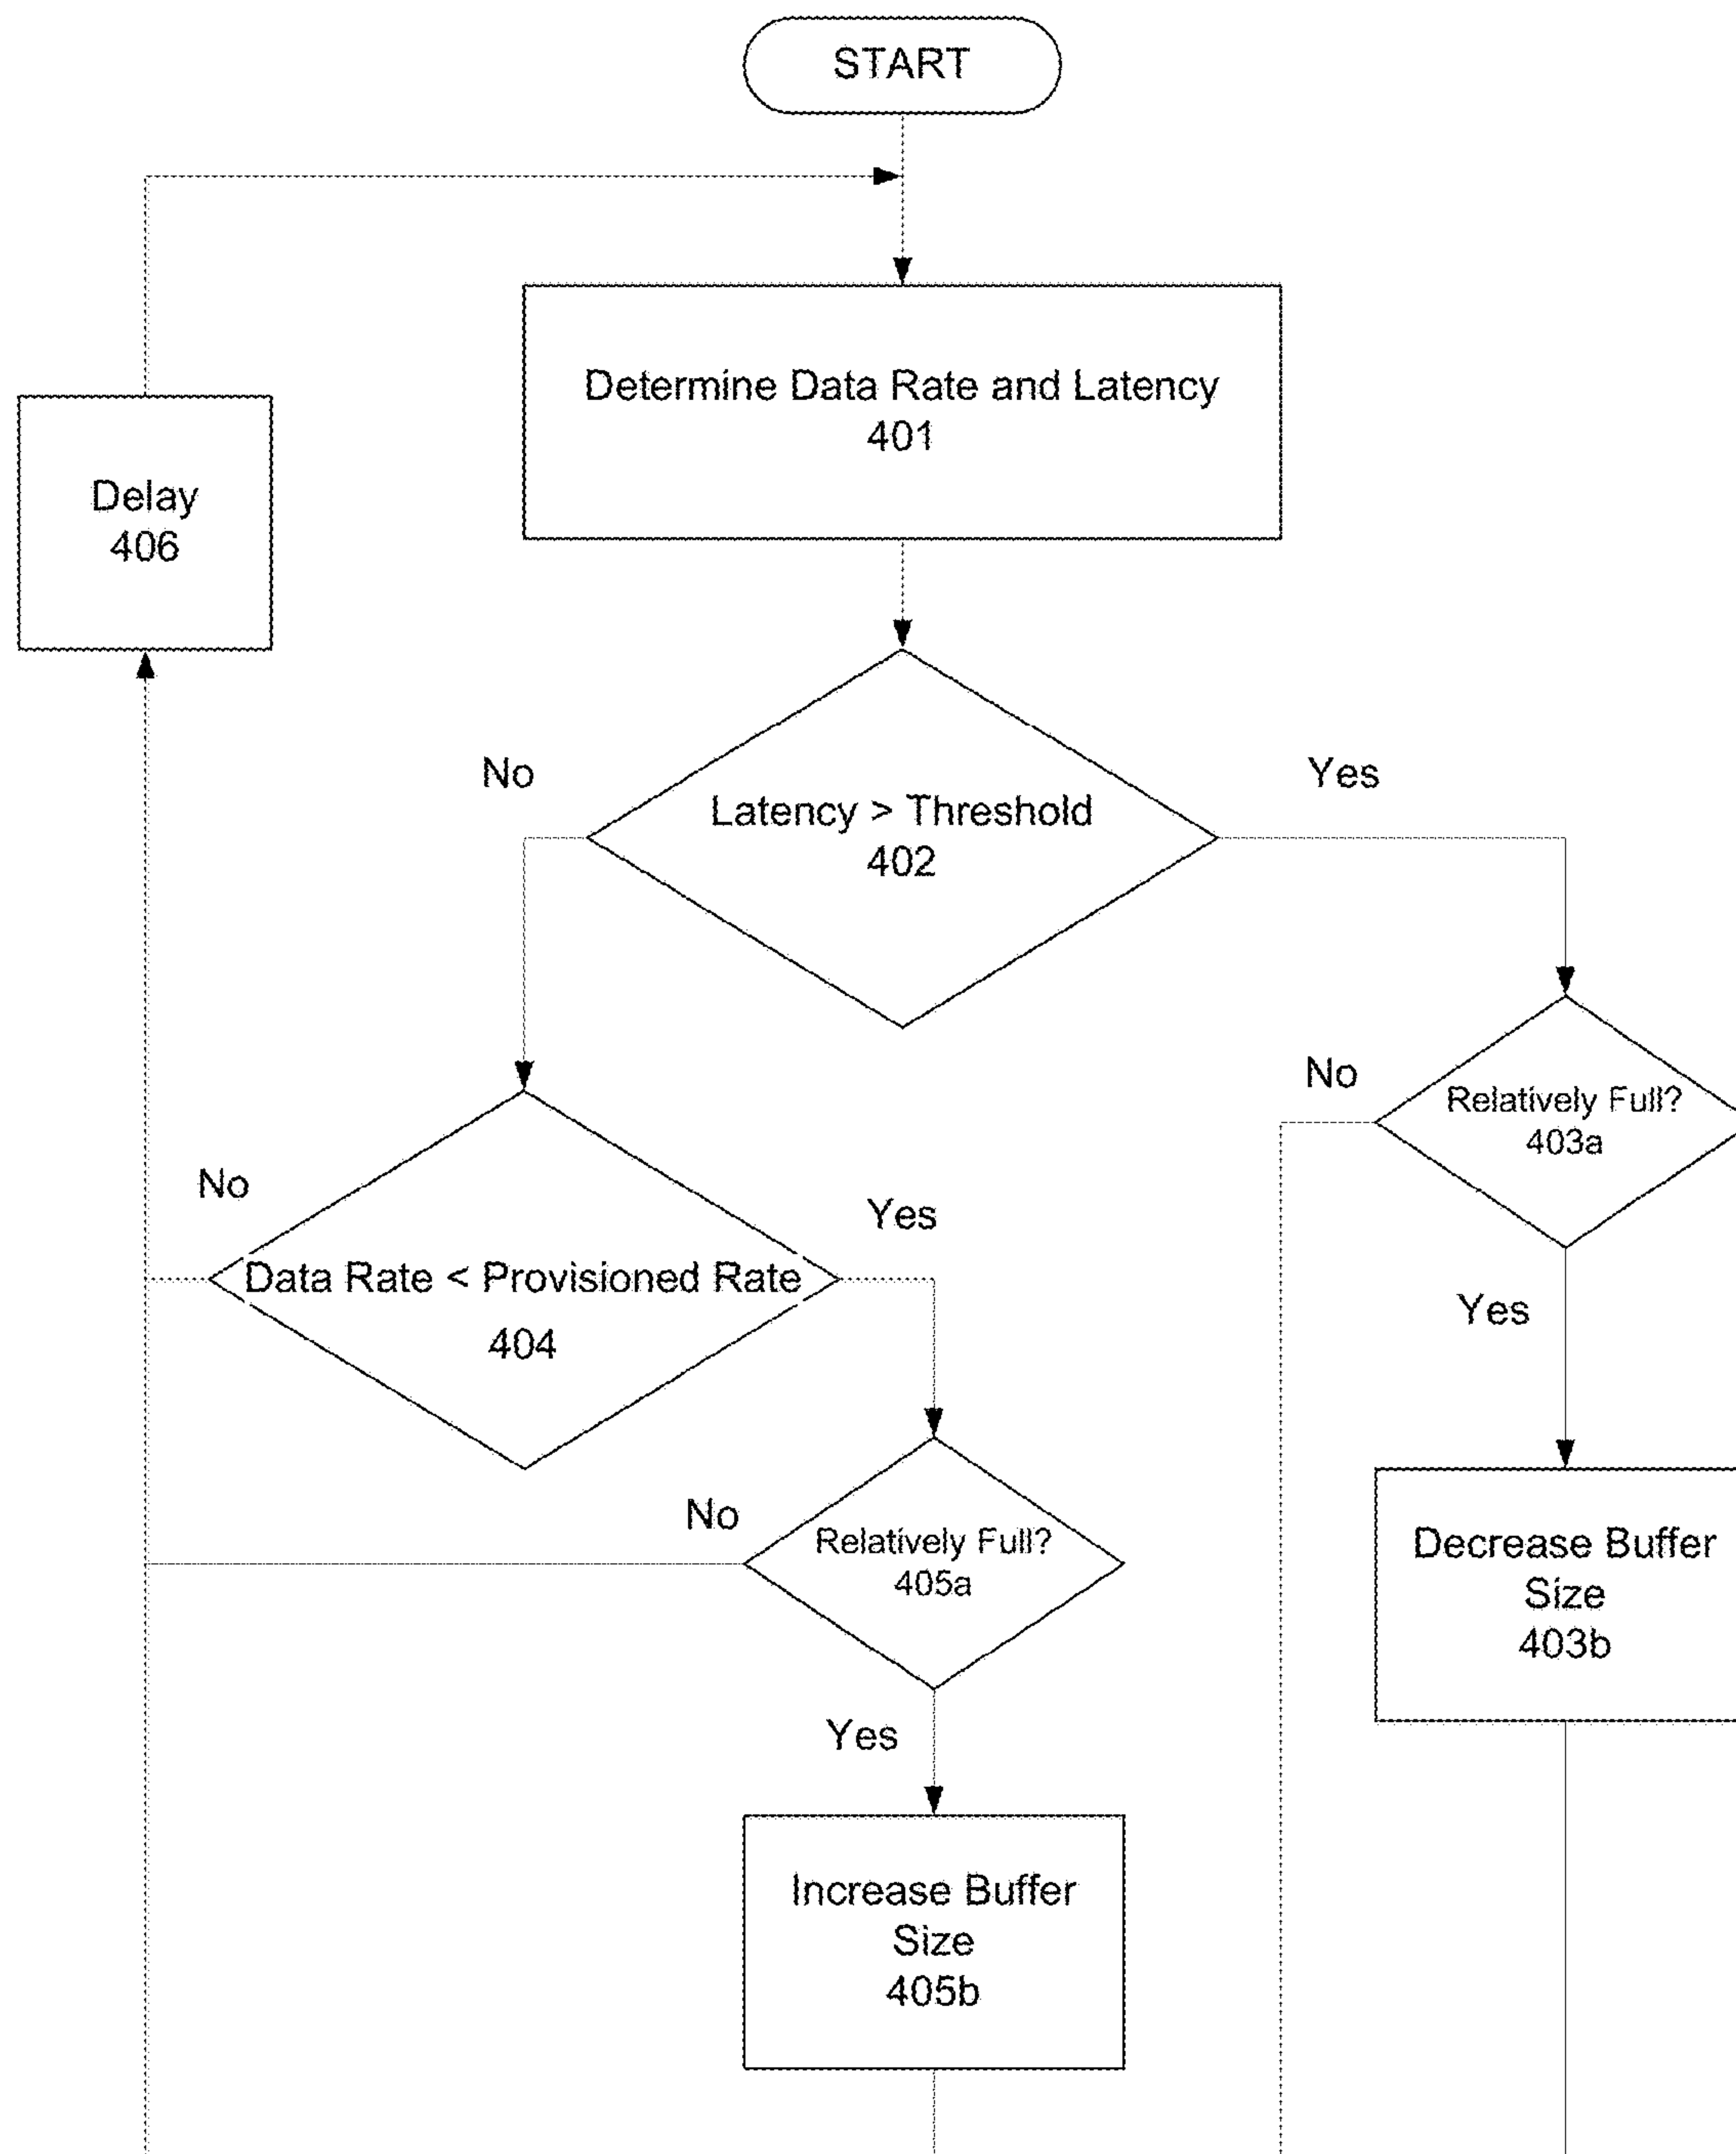 START
Determine Data Rate and Latency
401
Delay
406
No
Yes
Latency > Threshold
402
No
Relatively Full?
403a
No
Yes
Data Rate < Provisioned Rate
404
Yes
No
Relatively Full?
405a
Decrease Buffer
Size
403b
Yes
Increase Buffer
Size
405b